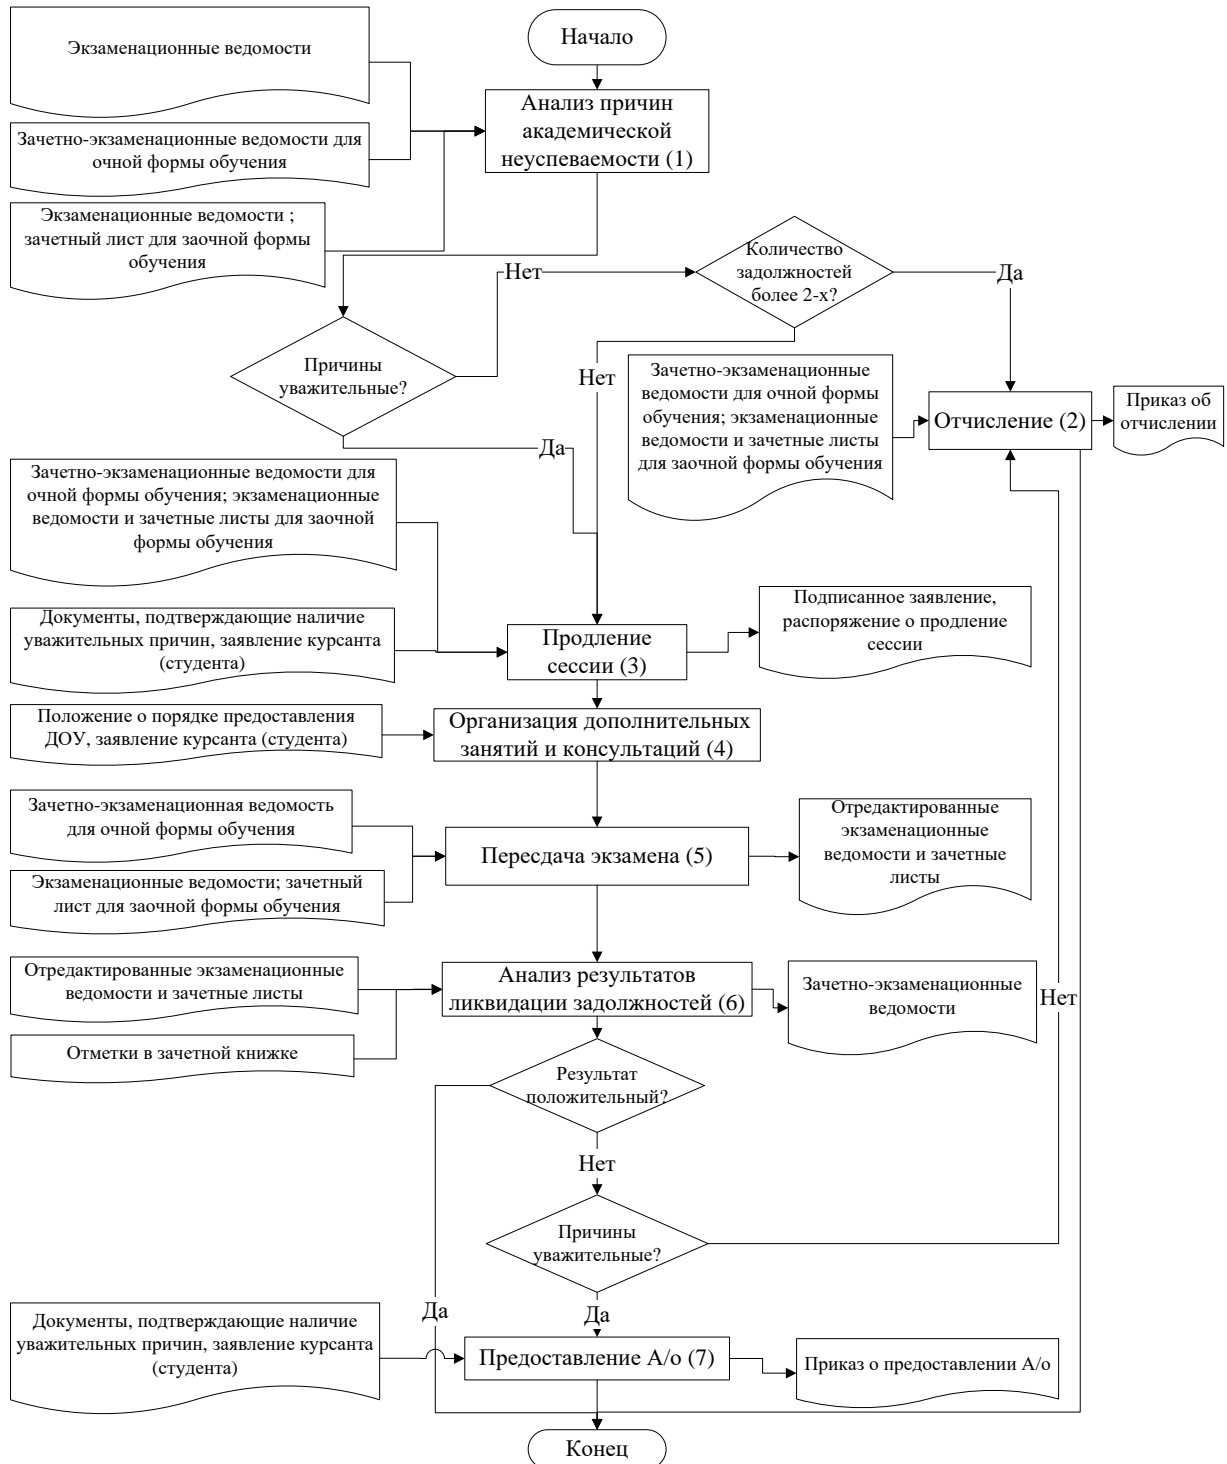 Начало
Экзаменационные ведомости
Анализ причин
академической
неуспеваемости (1)
Зачетно-экзаменационные ведомости для
очной формы обучения
Экзаменационные ведомости ;
зачетный лист для заочной формы
обучения
Количество
задолжностей
более 2-х?
Нет
Да
Причины
уважительные?
Нет
Зачетно-экзаменационные
ведомости для очной формы
обучения; экзаменационные
ведомости и зачетные листы
для заочной формы обучения
Отчисление (2)
Приказ об
отчислении
Да
Зачетно-экзаменационные ведомости для
очной формы обучения; экзаменационные
ведомости и зачетные листы для заочной
формы обучения
Документы, подтверждающие наличие
уважительных причин, заявление курсанта
(студента)
Продление
сессии (3)
Подписанное заявление,
распоряжение о продление
сессии
Положение о порядке предоставления
ДОУ, заявление курсанта (студента)
Организация дополнительных
занятий и консультаций (4)
Зачетно-экзаменационная ведомость
для очной формы обучения
Экзаменационные ведомости; зачетный
лист для заочной формы обучения
Пересдача экзамена (5)
Отредактированные
экзаменационные
ведомости и зачетные
листы
Отредактированные экзаменационные
ведомости и зачетные листы
Отметки в зачетной книжке
Анализ результатов
ликвидации задолжностей (6)
Зачетно-экзаменационные
ведомости
Нет
Результат
положительный?
Нет
Причины
уважительные?
Да
Да
Документы, подтверждающие наличие
уважительных причин, заявление курсанта
(студента)
Предоставление А/о (7)
Приказ о предоставлении А/о
Конец